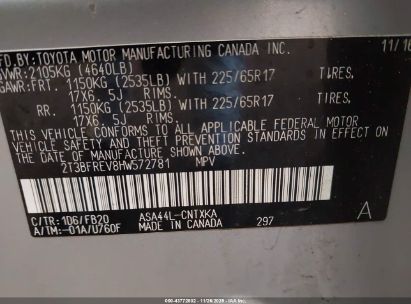 MFD. BY: TOYOTA MOTOR MANUFACTURING CANADA INC.
GVWR: 2105KG (4640LB) 11/16
GAWR: FRT. 1150KG (2535LB) WITH 225/65R17 TIRES,
17X6.5J RIMS.
RR. 1150KG (2535LB) WITH 225/65R17 TIRES,
17X6.5J RIMS.
THIS VEHICLE CONFORMS TO ALL APPLICABLE FEDERAL MOTOR
VEHICLE SAFETY, BUMPER, AND THEFT PREVENTION STANDARDS IN EFFECT
ON THE DATE OF MANUFACTURE SHOWN ABOVE.
2T3BFREV8HW572781 MPV
C/TR: 1D6/FB20 ASA44L-CNTXKA
A/TM: -01A/U760F MADE IN CANADA 297 A